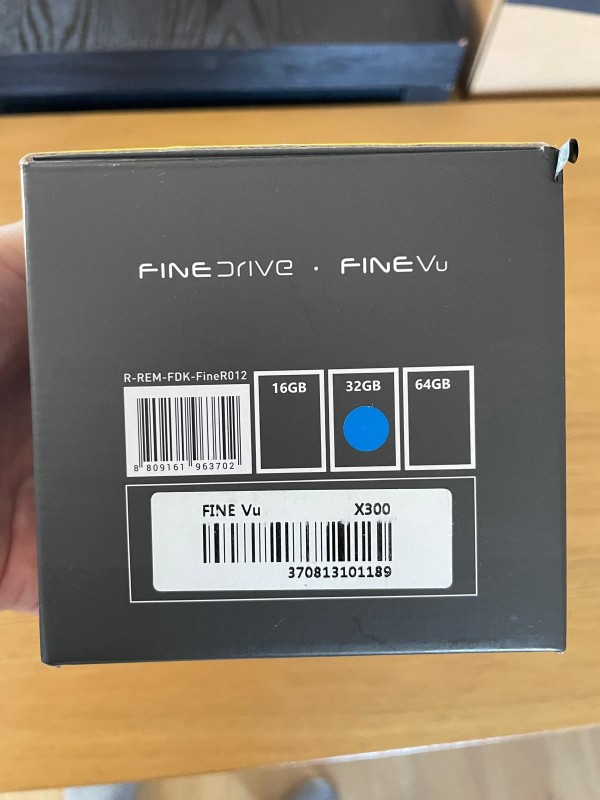 FINEDrIVe · FINEVu
R-REM-FDK-FineR012
8 809161 963702
16GB
32GB
64GB
FINE Vu X300
370813101189